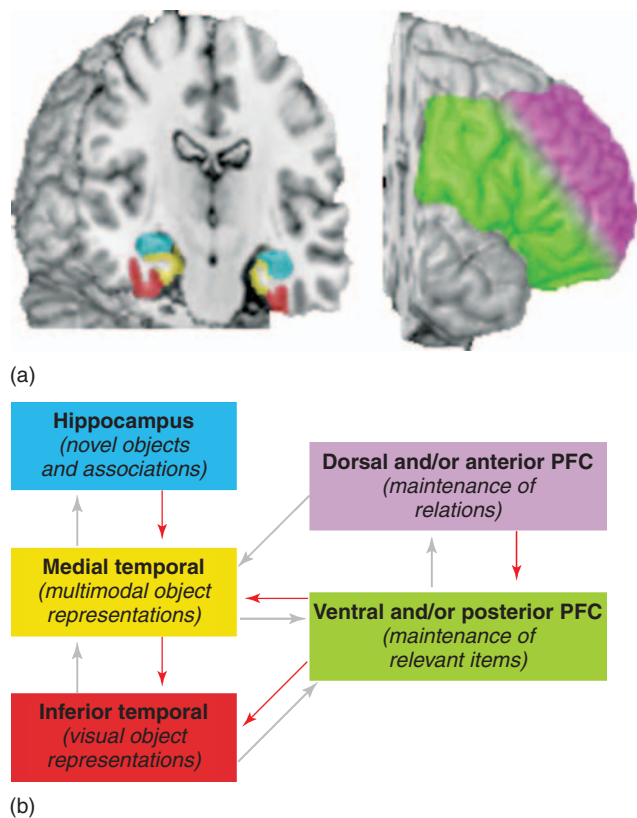 (a)
Hippocampus
(novel objects
and associations)
Medial temporal
(multimodal object
representations)
Inferior temporal
(visual object
representations)
Dorsal and/or anterior PFC
(maintenance of
relations)
Ventral and/or posterior PFC
(maintenance of
relevant items)
(b)